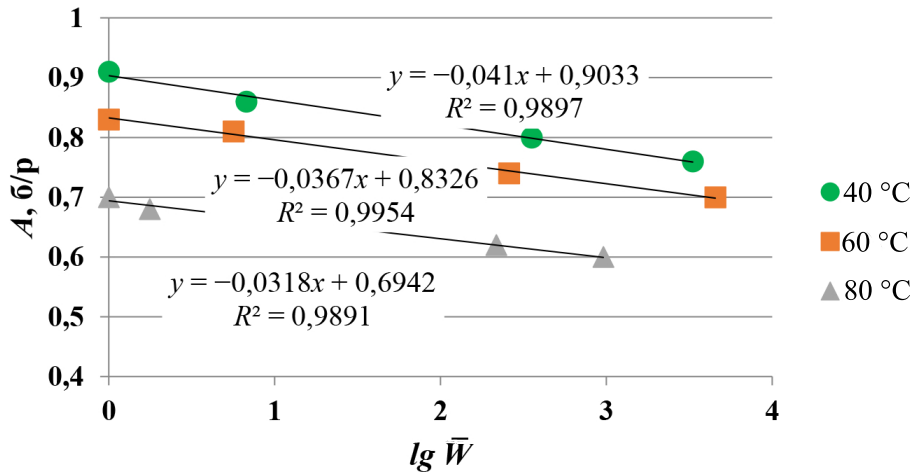 1
0,9
0,8
0,7
0,6
0,5
0,4
A, б/р
y = −0,041x + 0,9033
R² = 0,9897
y = −0,0367x + 0,8326
R² = 0,9954
y = −0,0318x + 0,6942
R² = 0,9891
40 °C
60 °C
80 °C
0 1 2 3 4
lg W̄